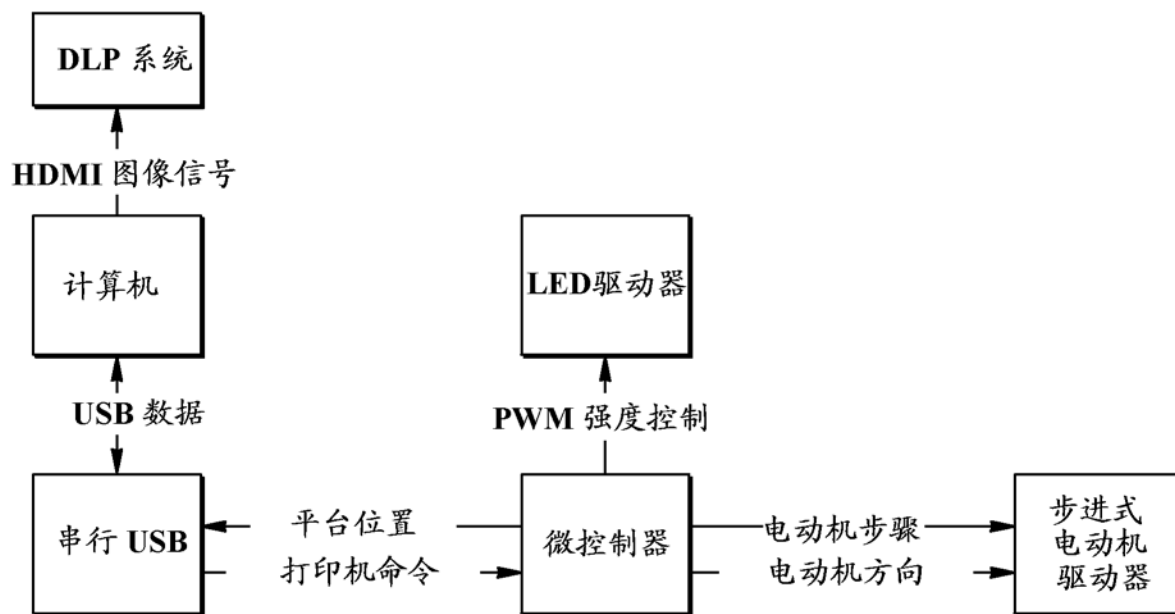 DLP 系统
HDMI 图像信号
计算机
LED驱动器
USB 数据
PWM 强度控制
串行 USB
平台位置
打印机命令
微控制器
电动机步骤
电动机方向
步进式
电动机
驱动器